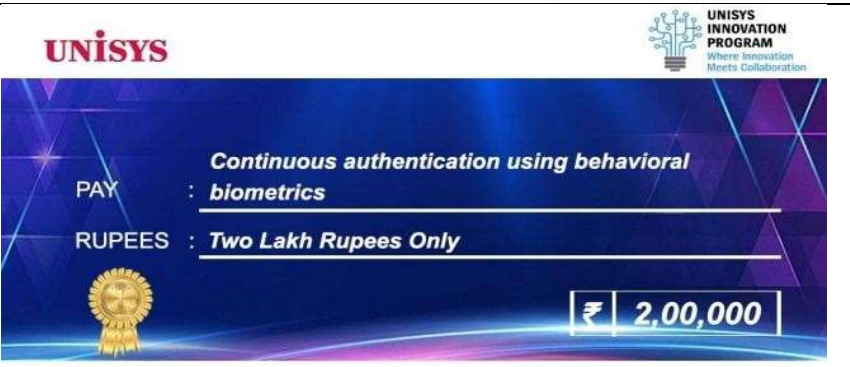 UNISYS
UNISYS
INNOVATION
PROGRAM
Where Innovation
Meets Collaboration
PAY : Continuous authentication using behavioral
biometrics
RUPEES : Two Lakh Rupees Only
₹ 2,00,000